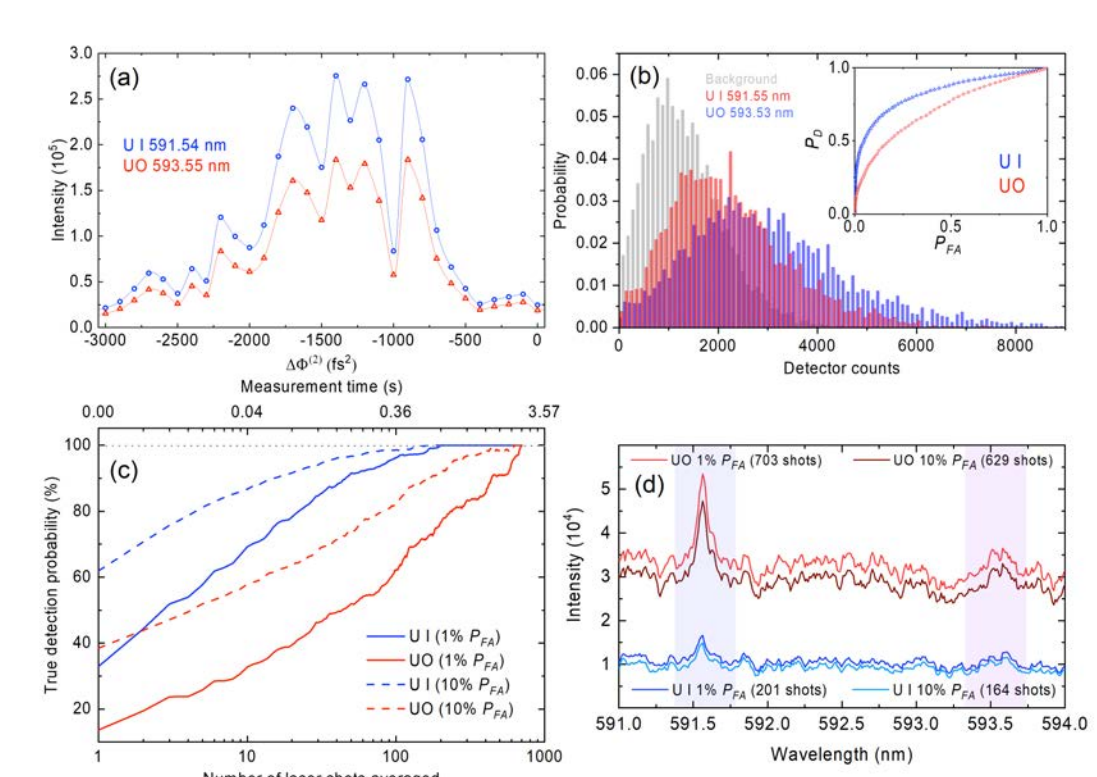 (a)
U I 591.54 nm
UO 593.55 nm
Intensity (10⁵)
3.0
2.5
2.0
1.5
1.0
0.5
0.0
-3000 -2500 -2000 -1500 -1000 -500 0
ΔΦ⁽²⁾ (fs²)
(b)
Background
U I 591.55 nm
UO 593.53 nm
Probability
0.06
0.05
0.04
0.03
0.02
0.01
0.00
0 2000 4000 6000 8000
Detector counts
1.0
0.5
0.0
P_D
U I
UO
0.0 0.5 1.0
P_FA
Measurement time (s)
0.00 0.04 0.36 3.57
(c)
True detection probability (%)
100
80
60
40
20
U I (1% P_FA)
UO (1% P_FA)
U I (10% P_FA)
UO (10% P_FA)
1 10 100 1000
Number of laser shots averaged
UO 1% P_FA (703 shots) UO 10% P_FA (629 shots)
(d)
Intensity (10⁴)
5
4
3
2
1
U I 1% P_FA (201 shots) U I 10% P_FA (164 shots)
591.0 591.5 592.0 592.5 593.0 593.5 594.0
Wavelength (nm)